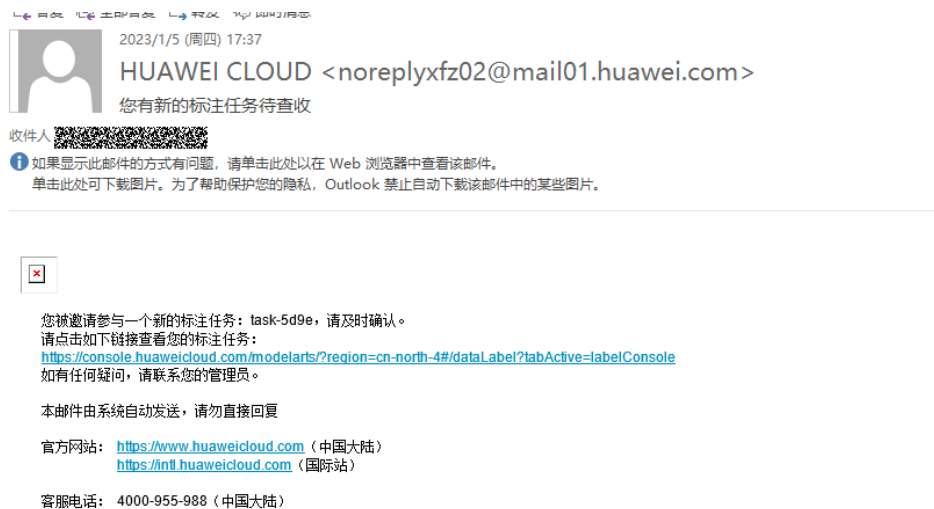 全部答复 转发 即时消息
2023/1/5 (周四) 17:37
HUAWEI CLOUD <noreplyxfz02@mail01.huawei.com>
您有新的标注任务待查收
收件人
如果显示此邮件的方式有问题，请单击此处以在 Web 浏览器中查看该邮件。
单击此处可下载图片。为了帮助保护您的隐私，Outlook 禁止自动下载该邮件中的某些图片。
您被邀请参与一个新的标注任务：task-5d9e，请及时确认。
请点击如下链接查看您的标注任务：
https://console.huaweicloud.com/modelarts/?region=cn-north-4#/dataLabel?tabActive=labelConsole
如有任何疑问，请联系您的管理员。
本邮件由系统自动发送，请勿直接回复
官方网站： https://www.huaweicloud.com（中国大陆）
https://intl.huaweicloud.com（国际站）
客服电话： 4000-955-988（中国大陆）